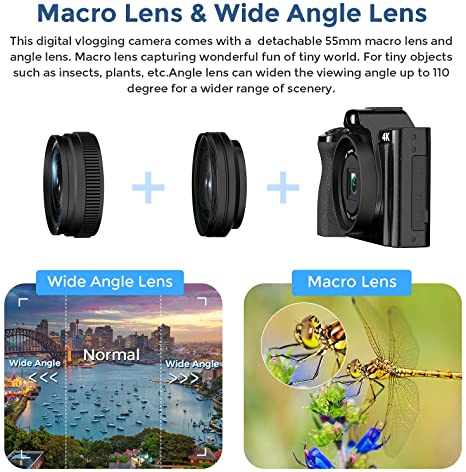 Macro Lens & Wide Angle Lens
This digital vlogging camera comes with a detachable 55mm macro lens and
angle lens. Macro lens capturing wonderful fun of tiny world. For tiny objects
such as insects, plants, etc.Angle lens can widen the viewing angle up to 110
degree for a wider range of scenery.
4K
Wide Angle Lens
Macro Lens
Normal
Wide Angle
Wide Angle
<<<
>>>